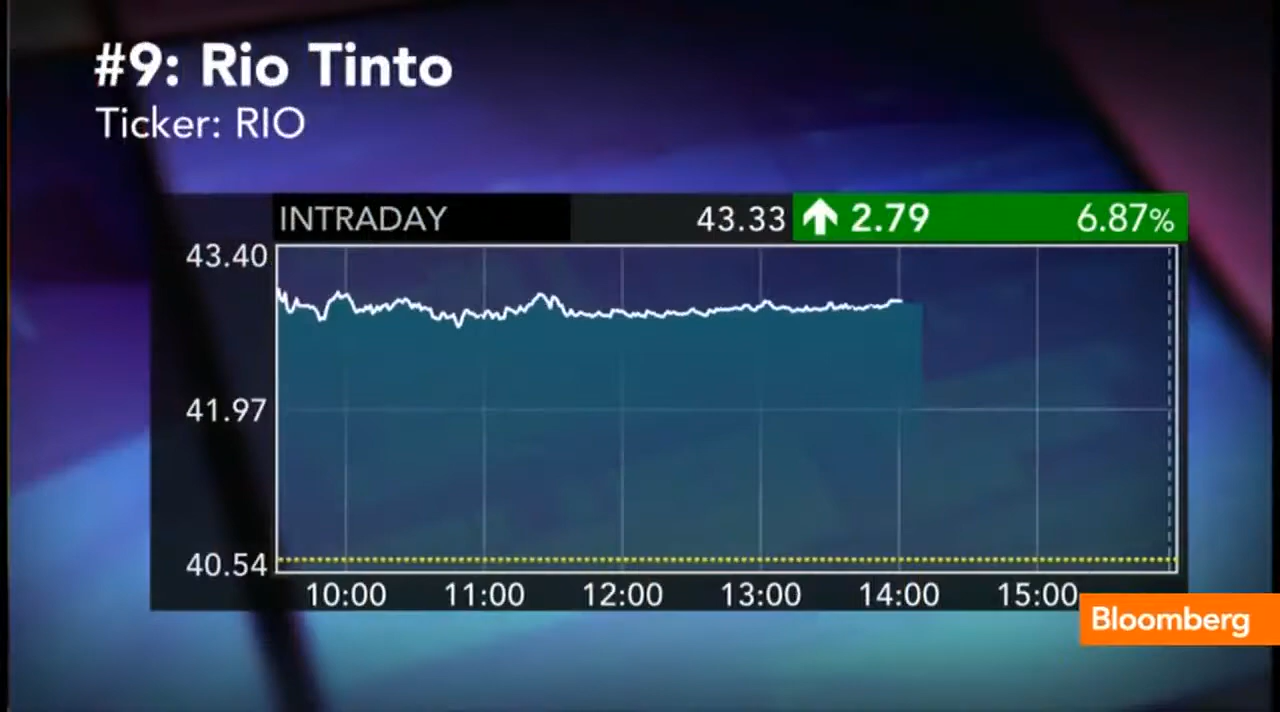 #9: Rio Tinto
Ticker: RIO
INTRADAY 43.33 2.79 6.87%
43.40
41.97
40.54
10:00 11:00 12:00 13:00 14:00 15:00
Bloomberg